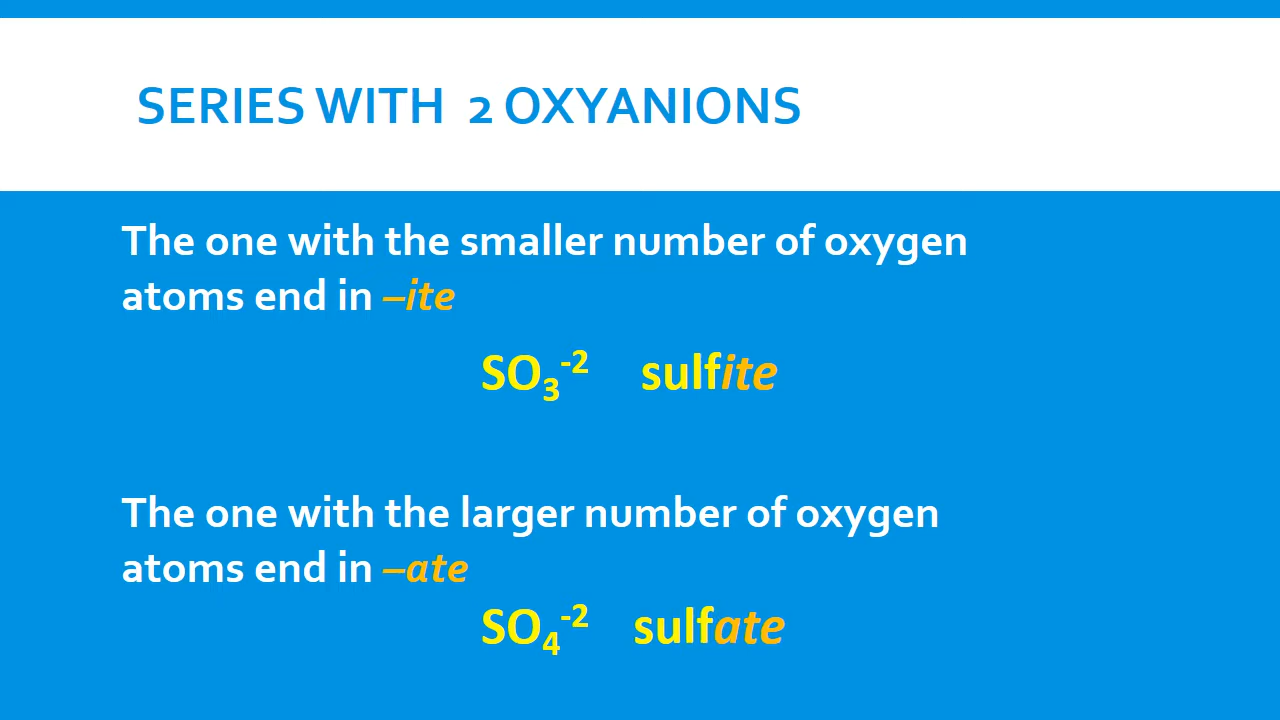 SERIES WITH 2 OXYANIONS
The one with the smaller number of oxygen
atoms end in –ite
SO₃⁻² sulfite
The one with the larger number of oxygen
atoms end in –ate
SO₄⁻² sulfate